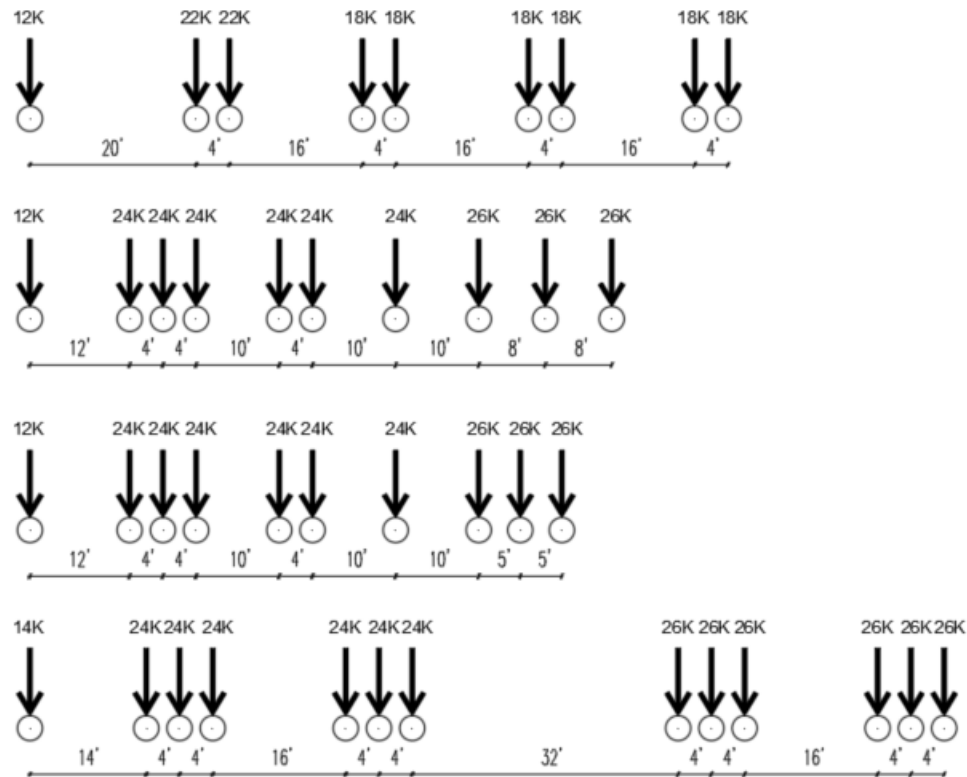 12K 22K 22K 18K 18K 18K 18K 18K 18K
20' 4' 16' 4' 16' 4' 16' 4'
12K 24K 24K 24K 24K 24K 24K 26K 26K 26K
12' 4' 4' 10' 4' 10' 10' 8' 8'
12K 24K 24K 24K 24K 24K 24K 26K 26K 26K
12' 4' 4' 10' 4' 10' 10' 5' 5'
14K 24K 24K 24K 24K 24K 24K 26K 26K 26K 26K 26K 26K
14' 4' 4' 16' 4' 4' 32' 4' 4' 16' 4' 4'